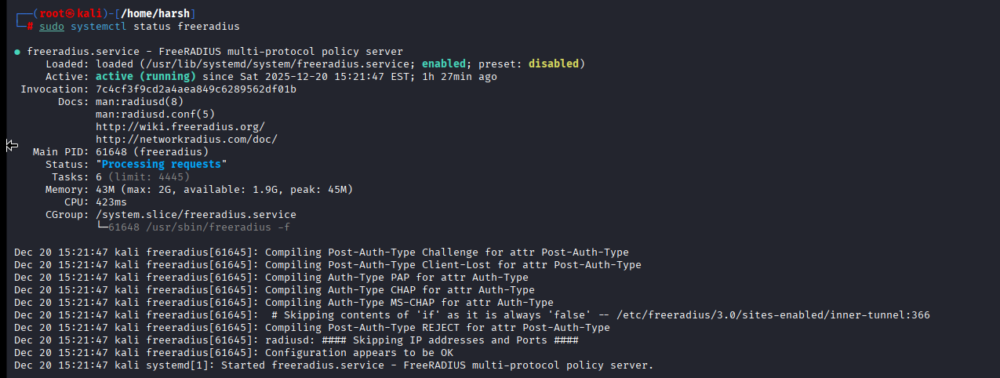 ┌──(root㉿kali)-[/home/harsh]
└─# sudo systemctl status freeradius
● freeradius.service - FreeRADIUS multi-protocol policy server
Loaded: loaded (/usr/lib/systemd/system/freeradius.service; enabled; preset: disabled)
Active: active (running) since Sat 2025-12-20 15:21:47 EST; 1h 27min ago
Invocation: 7c4cf3f9cd2a4aea849c6289562df01b
Docs: man:radiusd(8)
man:radiusd.conf(5)
http://wiki.freeradius.org/
http://networkradius.com/doc/
Main PID: 61648 (freeradius)
Status: "Processing requests"
Tasks: 6 (limit: 4445)
Memory: 43M (max: 2G, available: 1.9G, peak: 45M)
CPU: 423ms
CGroup: /system.slice/freeradius.service
└─61648 /usr/sbin/freeradius -f
Dec 20 15:21:47 kali freeradius[61645]: Compiling Post-Auth-Type Challenge for attr Post-Auth-Type
Dec 20 15:21:47 kali freeradius[61645]: Compiling Post-Auth-Type Client-Lost for attr Post-Auth-Type
Dec 20 15:21:47 kali freeradius[61645]: Compiling Auth-Type PAP for attr Auth-Type
Dec 20 15:21:47 kali freeradius[61645]: Compiling Auth-Type CHAP for attr Auth-Type
Dec 20 15:21:47 kali freeradius[61645]: Compiling Auth-Type MS-CHAP for attr Auth-Type
Dec 20 15:21:47 kali freeradius[61645]:  # Skipping contents of 'if' as it is always 'false' -- /etc/freeradius/3.0/sites-enabled/inner-tunnel:366
Dec 20 15:21:47 kali freeradius[61645]: Compiling Post-Auth-Type REJECT for attr Post-Auth-Type
Dec 20 15:21:47 kali freeradius[61645]: radiusd: #### Skipping IP addresses and Ports ####
Dec 20 15:21:47 kali freeradius[61645]: Configuration appears to be OK
Dec 20 15:21:47 kali systemd[1]: Started freeradius.service - FreeRADIUS multi-protocol policy server.